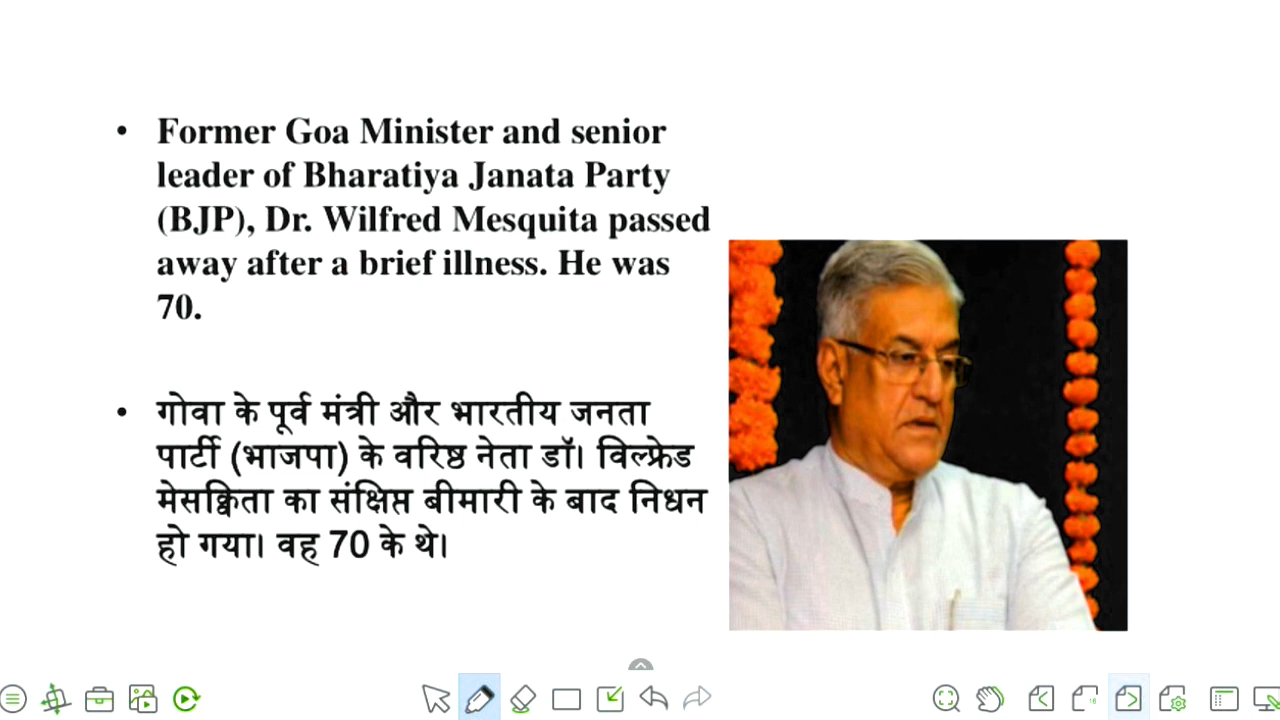 • Former Goa Minister and senior
leader of Bharatiya Janata Party
(BJP), Dr. Wilfred Mesquita passed
away after a brief illness. He was
70.
• गोवा के पूर्व मंत्री और भारतीय जनता
पार्टी (भाजपा) के वरिष्ठ नेता डॉ। विल्फ्रेड
मेसक्विता का संक्षिप्त बीमारी के बाद निधन
हो गया। वह 70 के थे।